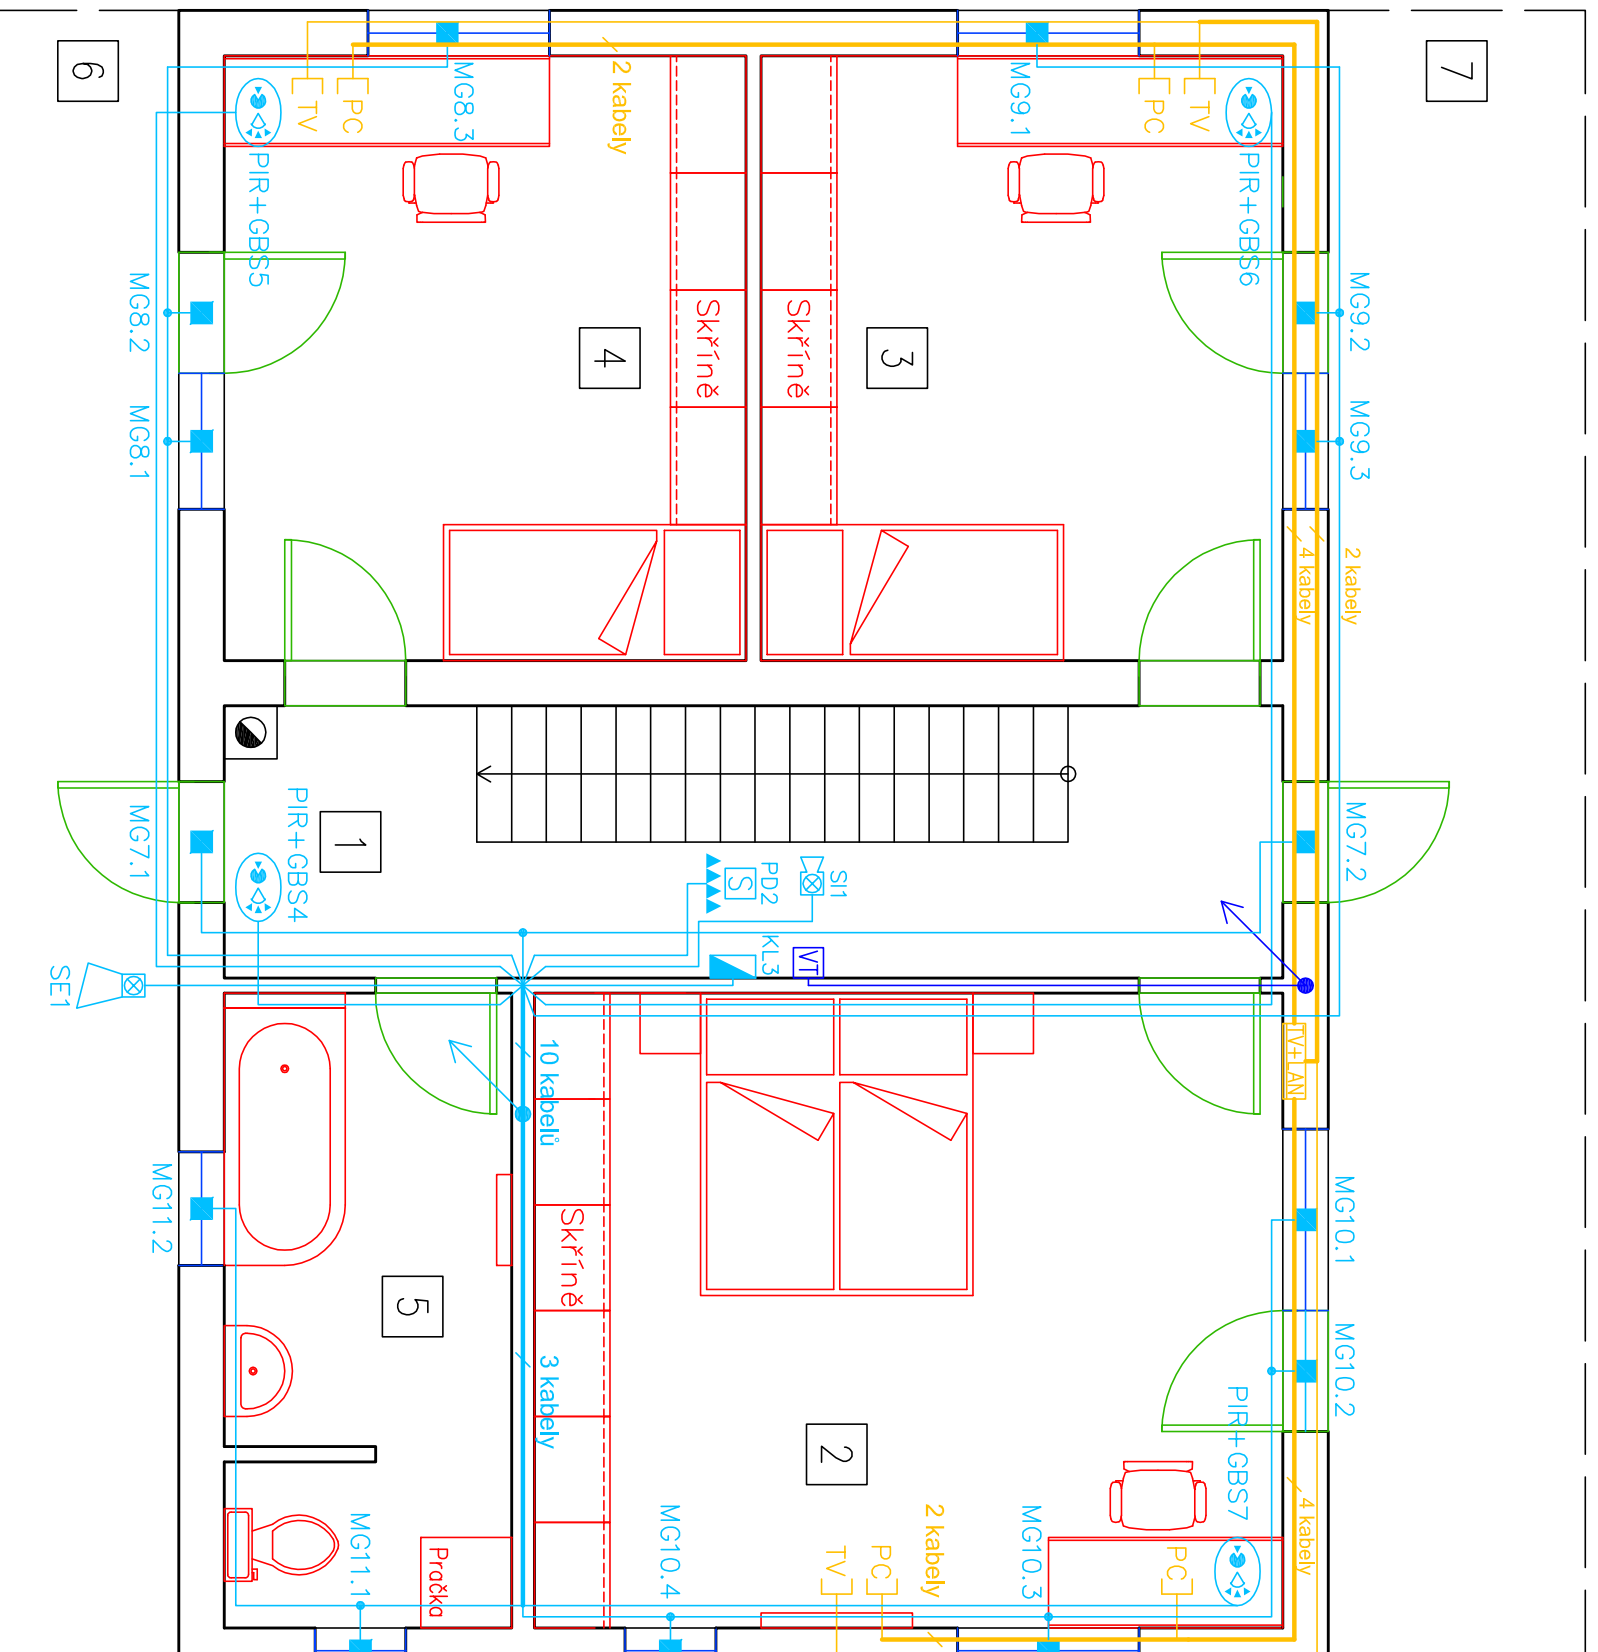 6
7
TV
PC
MG8.3
2 kabely
MG9.1
PC
TV
PIR+GBS5
PIR+GBS6
MG8.2
MG9.2
4
Skříně
Skříně
3
MG8.1
MG9.3
4 kabely
2 kabely
MG7.1
PIR+GBS4
1
S
PD2
SI1
MG7.2
SE1
KL3
VT
10 kabelů
TV+LAN
MG11.2
MG10.1
Skříně
5
MG10.2
3 kabely
2
PIR+GBS7
4 kabely
MG11.1
Pračka
MG10.4
TV
PC
2 kabely
MG10.3
PC